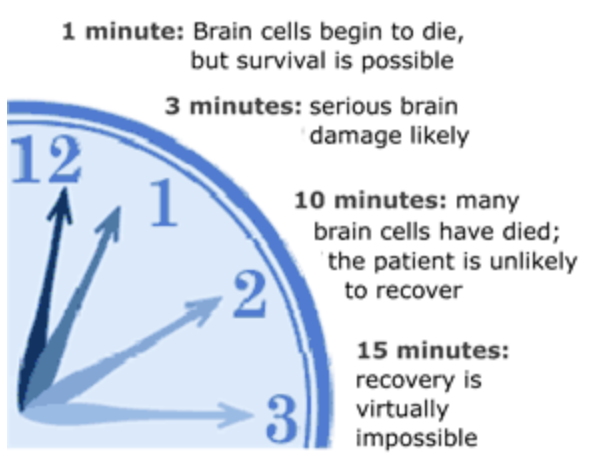 1 minute: Brain cells begin to die,
but survival is possible
3 minutes: serious brain
damage likely
12
1
10 minutes: many
brain cells have died;
the patient is unlikely
to recover
2
15 minutes:
recovery is
virtually
impossible
3